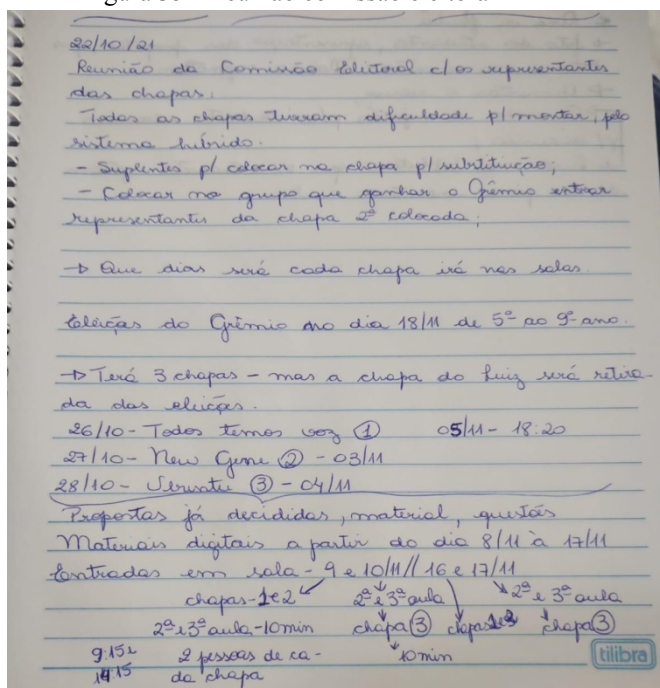 22/10/21
Reunião da Comissão Eleitoral c/ os representantes
das chapas.
Todas as chapas tiveram dificuldade p/ montar, pelo
sistema híbrido.
- Suplentes p/ colocar na chapa p/ substituição;
- Colocar no grupo que ganhar o Grêmio entrar
representantes da chapa 2ª colocada;
→ Que dias será cada chapa irá nas salas.
Eleições do Grêmio no dia 18/11 de 5º ao 9º ano.
→ Terá 3 chapas - mas a chapa do Luiz será retira-
da das eleições.
26/10 - Todos temos voz ① 05/11 - 18:20
27/10 - New Gene ② - 03/11
28/10 - ③ - 04/11
Propostas já decididas, material, questões
Materiais digitais a partir do dia 8/11 à 17/11
Entradas em sala - 9 e 10/11 // 16 e 17/11
chapas - 1 e 2 2ª e 3ª aula 2ª e 3ª aula
2ª e 3ª aula - 10min chapa ③ chapas 1 e 2 chapa ③
9:15 e 2 pessoas de ca- 10min
14:15 da chapa
tilibra